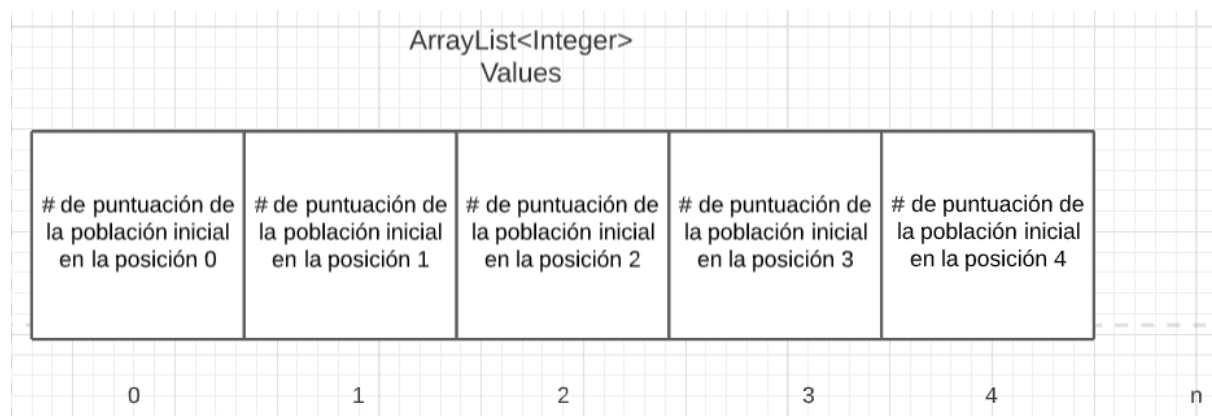 ArrayList<Integer>
Values
# de puntuación de
la población inicial
en la posición 0
# de puntuación de
la población inicial
en la posición 1
# de puntuación de
la población inicial
en la posición 2
# de puntuación de
la población inicial
en la posición 3
# de puntuación de
la población inicial
en la posición 4
0 1 2 3 4 n